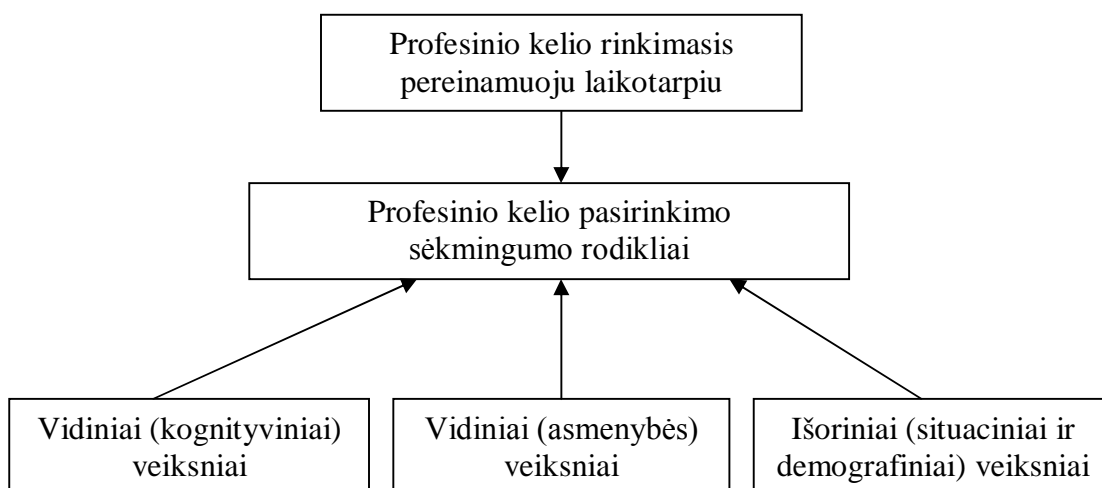 Profesinio kelio rinkimasis
pereinamuoju laikotarpiu
Profesinio kelio pasirinkimo
sėkmingumo rodikliai
Vidiniai (kognityviniai)
veiksniai
Vidiniai (asmenybės)
veiksniai
Išoriniai (situaciniai ir
demografiniai) veiksniai